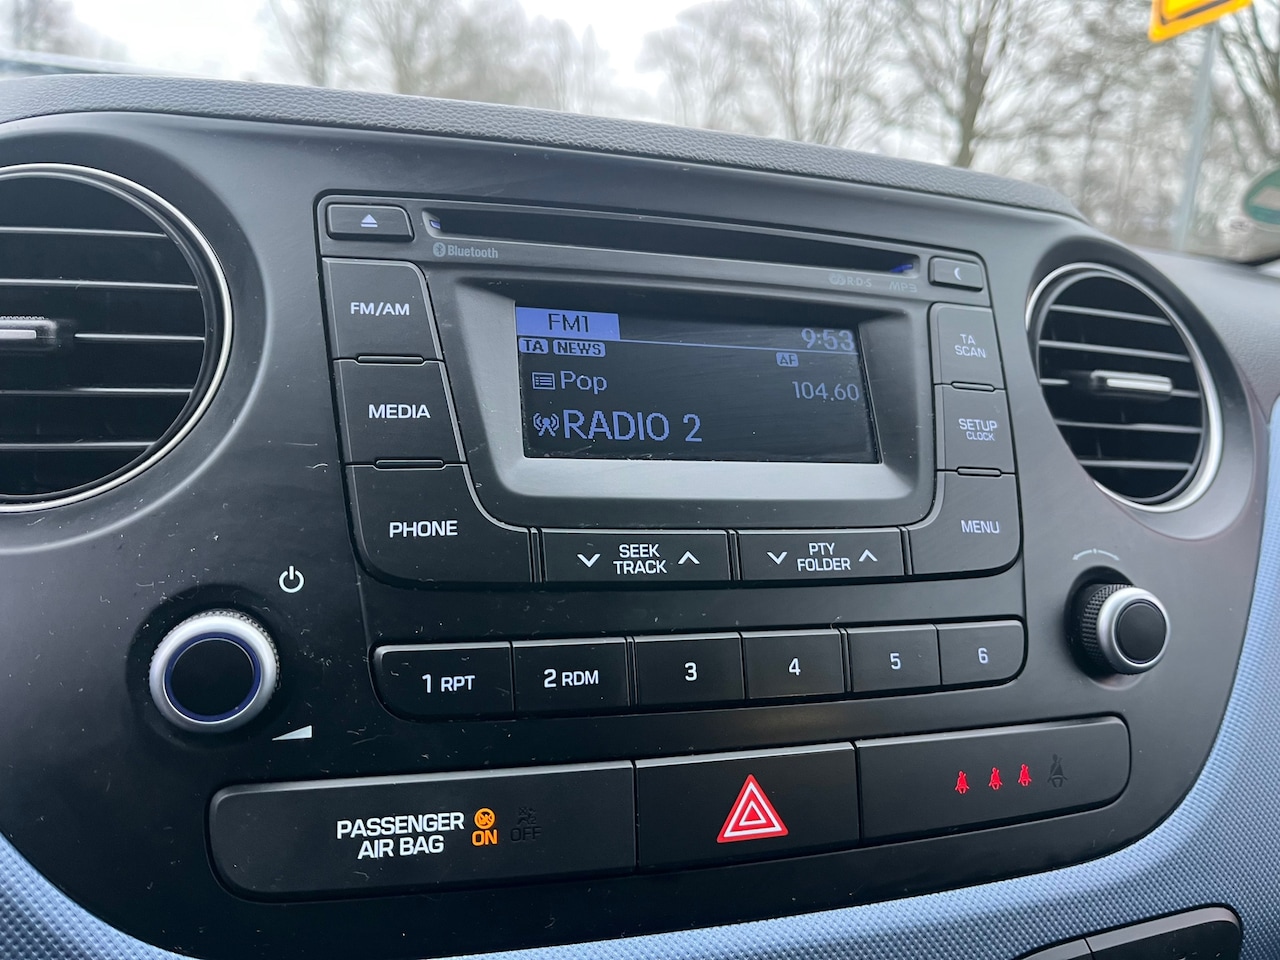 Bluetooth
R·D·S
MP3
FM/AM
MEDIA
PHONE
FM1
9:53
TA NEWS
AF
Pop
104.60
RADIO 2
TA
SCAN
SETUP
CLOCK
MENU
SEEK
TRACK
PTY
FOLDER
1 RPT
2 RDM
3
4
5
6
PASSENGER
AIR BAG
ON
OFF